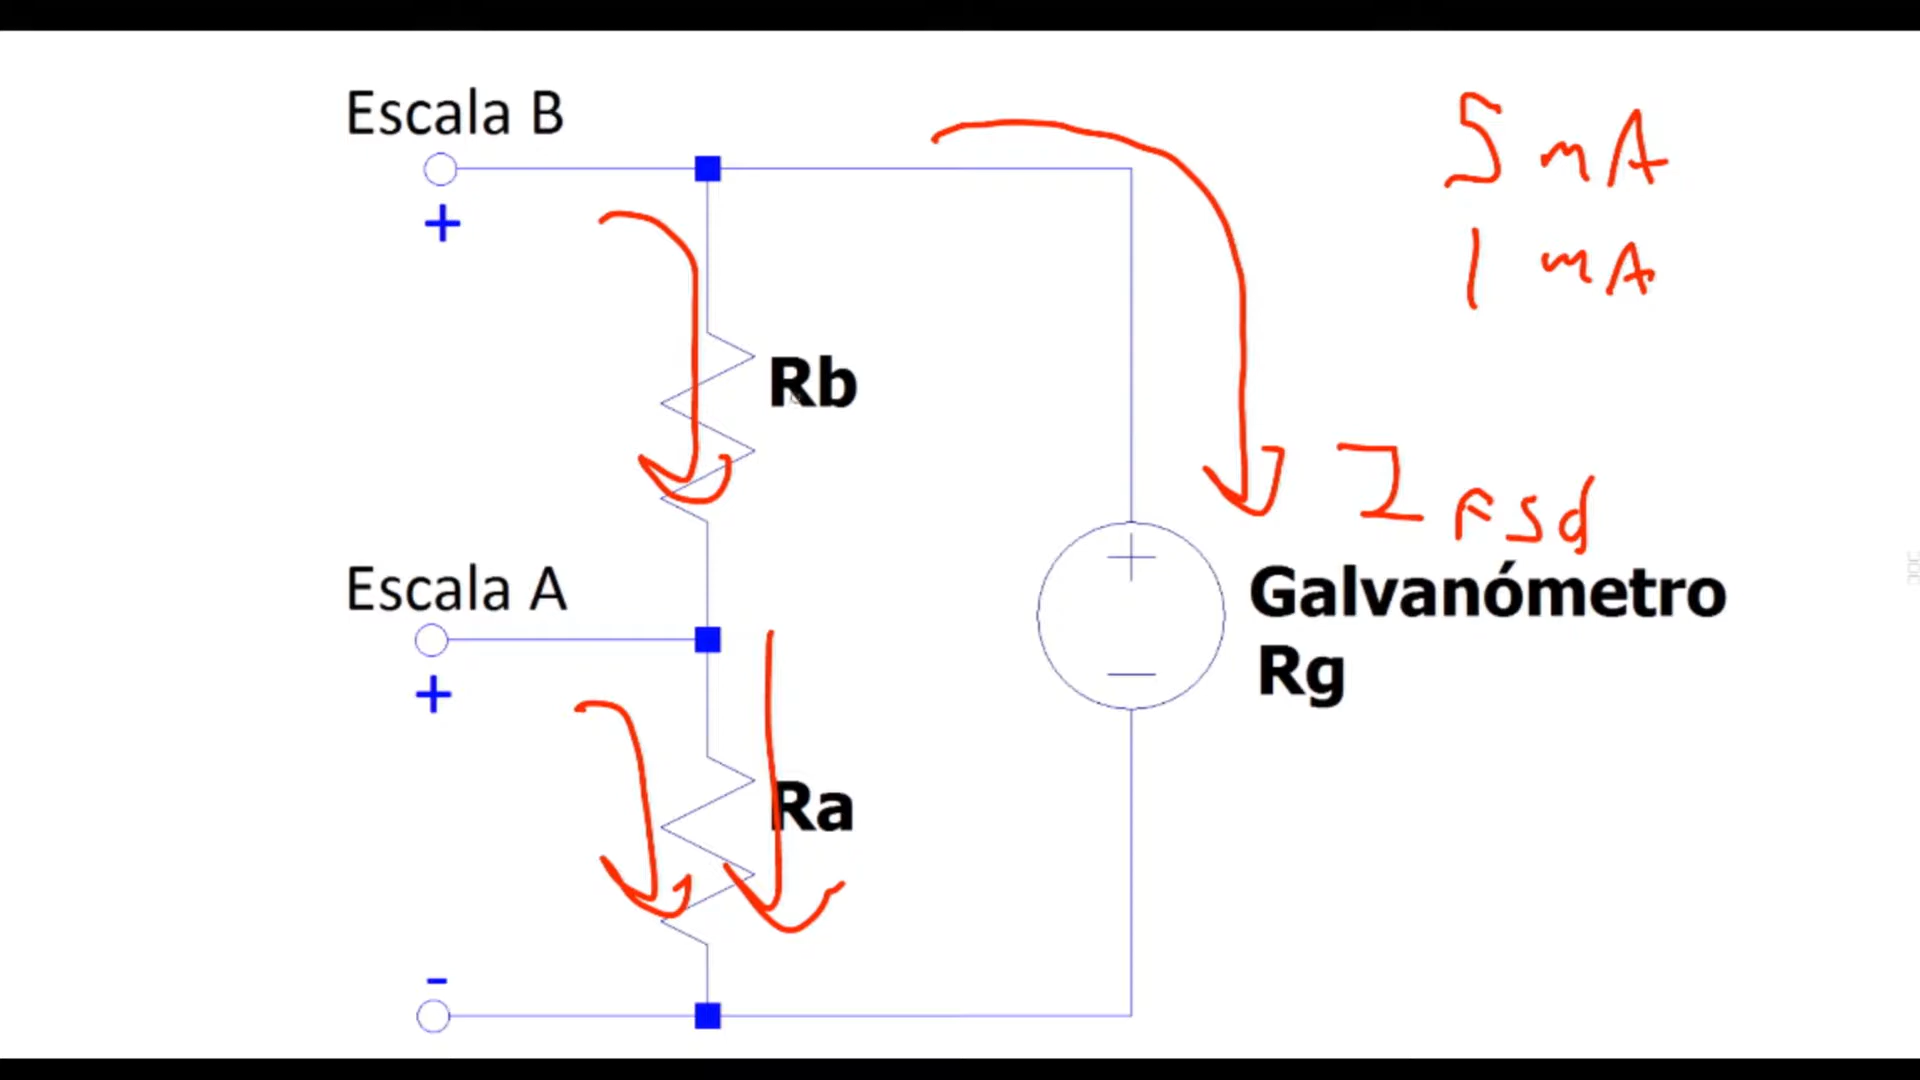 Escala B
5 mA
+
1 mA
Rb
I FSd
Escala A
Galvanómetro
+
Rg
Ra
-